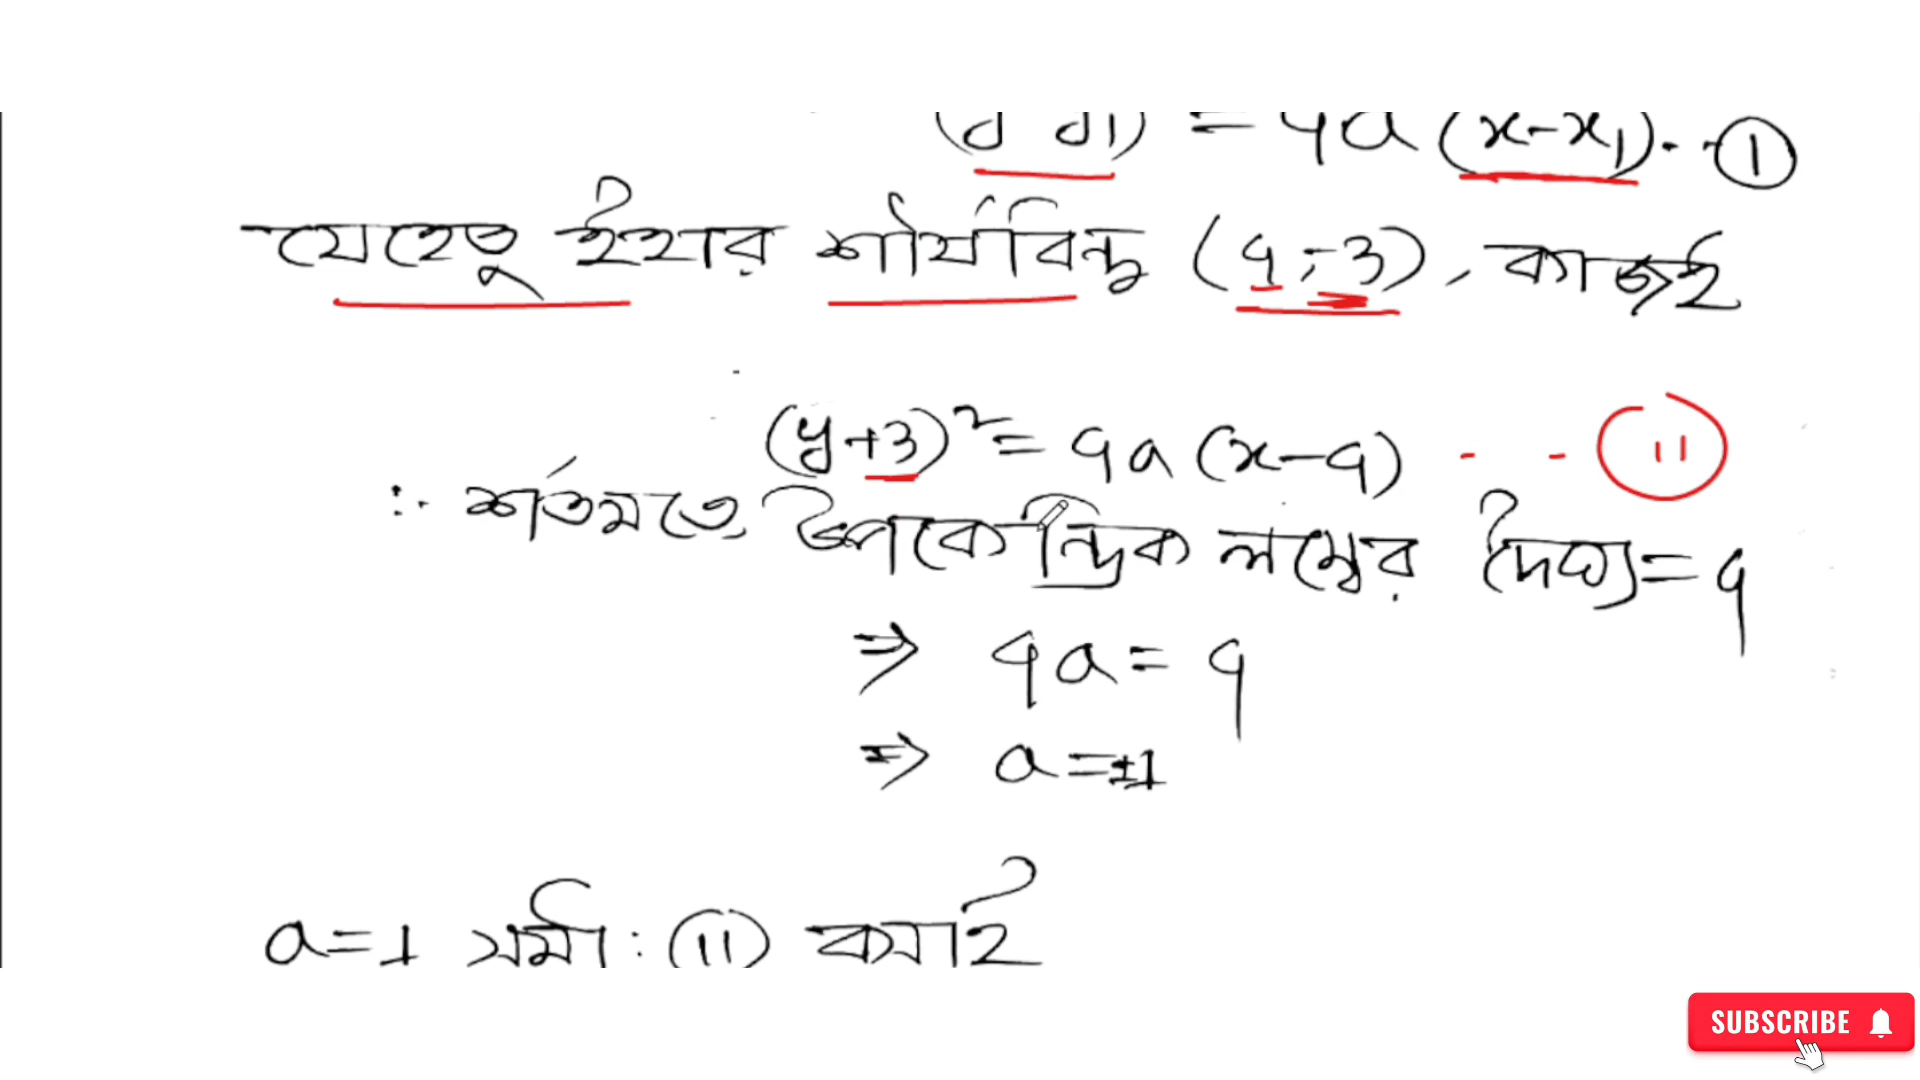 (y-y1) = 4a (x-x₁) . . ①
যেহেতু ইহার শীর্ষবিন্দু (4, -3), কাজেই
(y+3)² = 4a (x-4) - - (ii)
∴ শর্তমতে, উপকেন্দ্রিক লম্বের দৈর্ঘ্য = 4
⇒ 4a = 4
⇒ a = ±1
a=1 সমী: (ii) বসাই
SUBSCRIBE